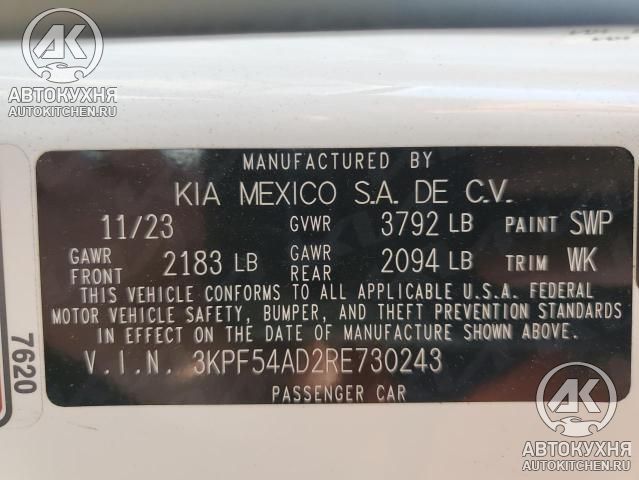 AK
АВТОКУХНЯ
AUTOKITCHEN.RU
MANUFACTURED BY
KIA MEXICO S.A. DE C.V.
11/23 GVWR 3792 LB PAINT SWP
GAWR FRONT 2183 LB GAWR REAR 2094 LB TRIM WK
THIS VEHICLE CONFORMS TO ALL APPLICABLE U.S.A. FEDERAL
MOTOR VEHICLE SAFETY, BUMPER, AND THEFT PREVENTION STANDARDS
IN EFFECT ON THE DATE OF MANUFACTURE SHOWN ABOVE.
V.I.N. 3KPF54AD2RE730243
PASSENGER CAR
7620
AK
АВТОКУХНЯ
AUTOKITCHEN.RU